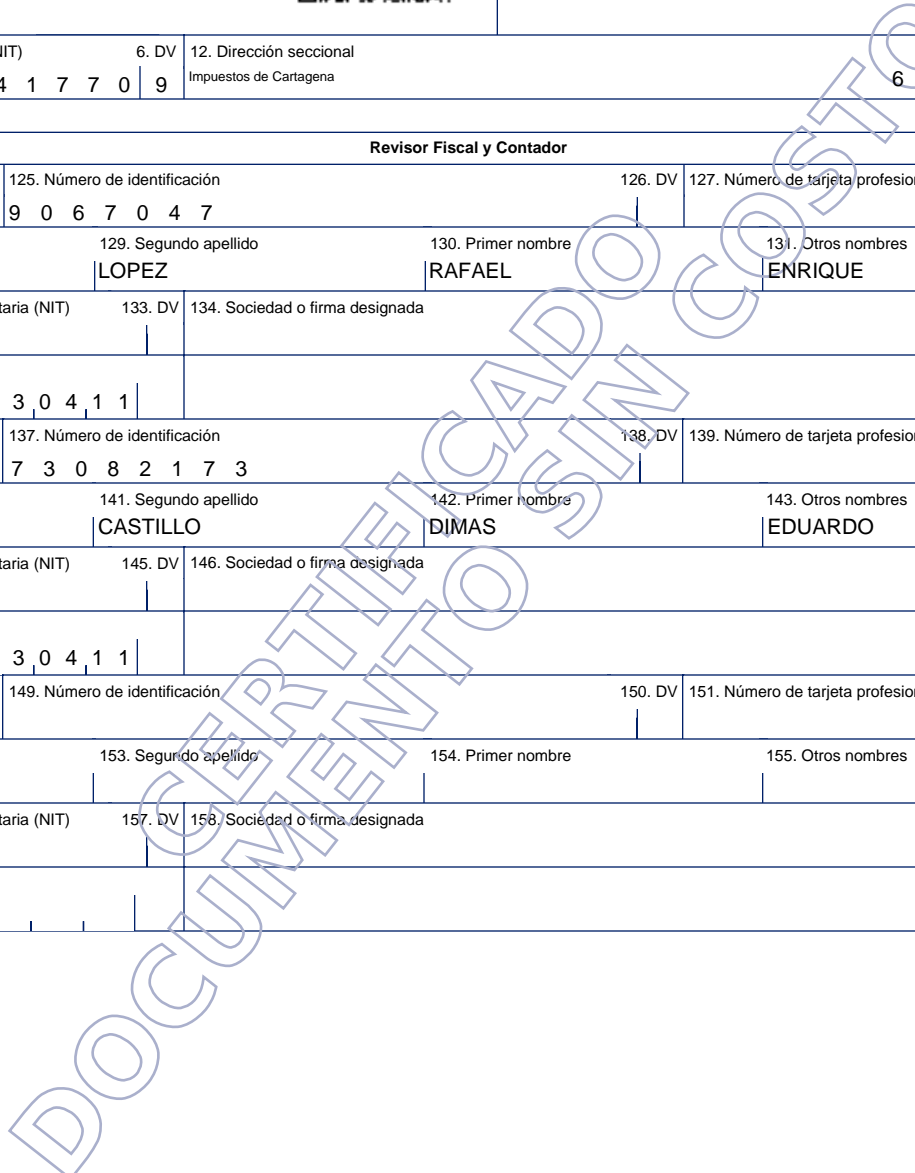 NIT) 6. DV 12. Dirección seccional
4 1 7 7 0 9 Impuestos de Cartagena 6
Revisor Fiscal y Contador
125. Número de identificación 126. DV 127. Número de tarjeta profesion
9 0 6 7 0 4 7
129. Segundo apellido 130. Primer nombre 131. Otros nombres
LOPEZ RAFAEL ENRIQUE
taria (NIT) 133. DV 134. Sociedad o firma designada
3 0 4 1 1
137. Número de identificación 138. DV 139. Número de tarjeta profesion
7 3 0 8 2 1 7 3
141. Segundo apellido 142. Primer nombre 143. Otros nombres
CASTILLO DIMAS EDUARDO
taria (NIT) 145. DV 146. Sociedad o firma designada
3 0 4 1 1
149. Número de identificación 150. DV 151. Número de tarjeta profesion
153. Segundo apellido 154. Primer nombre 155. Otros nombres
taria (NIT) 157. DV 158. Sociedad o firma designada
CERTIFICADO
DOCUMENTO SIN COSTO